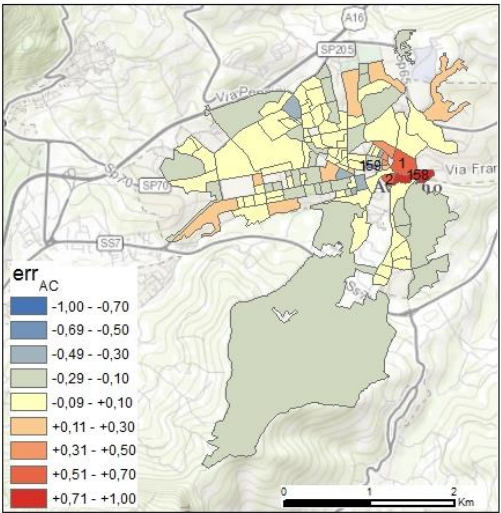 A16
SP205
SP65
Via
159
1
Via Fra
2
158
Sp70
SP70
SS7
err
AC
-1,00 - -0,70
-0,69 - -0,50
-0,49 - -0,30
-0,29 - -0,10
-0,09 - +0,10
+0,11 - +0,30
+0,31 - +0,50
+0,51 - +0,70
+0,71 - +1,00
0 1 2
Km